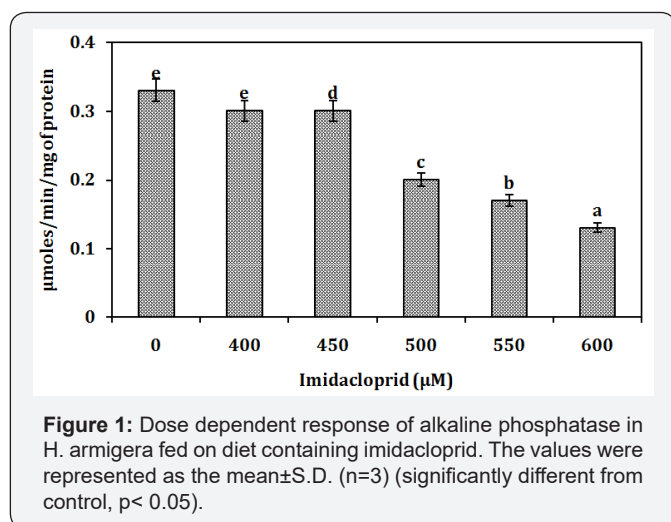 0.4
0.3
0.2
0.1
0
μmoles/min/mg of protein
e
e
d
c
b
a
0 400 450 500 550 600
Imidacloprid (μM)
Figure 1: Dose dependent response of alkaline phosphatase in
H. armigera fed on diet containing imidacloprid. The values were
represented as the mean±S.D. (n=3) (significantly different from
control, p< 0.05).